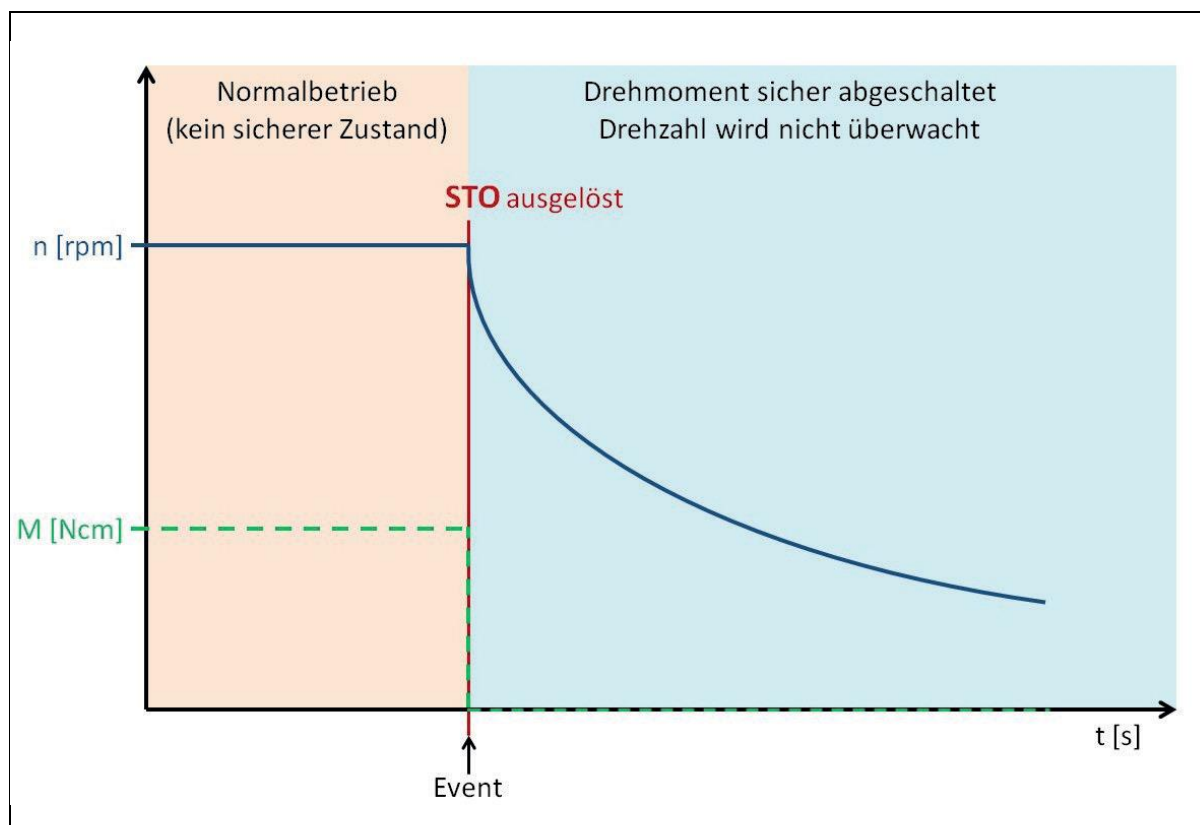 Normalbetrieb
(kein sicherer Zustand)
Drehmoment sicher abgeschaltet
Drehzahl wird nicht überwacht
STO ausgelöst
n [rpm]
M [Ncm]
t [s]
Event